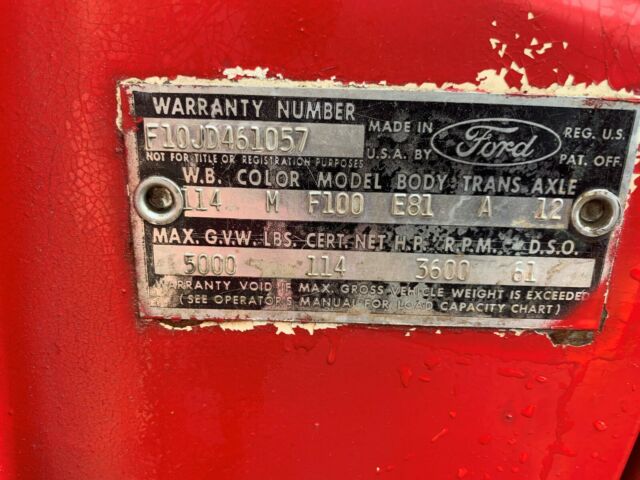 WARRANTY NUMBER
F10JD461057
NOT FOR TITLE OR REGISTRATION PURPOSES
MADE IN
U.S.A. BY
Ford
REG. U.S.
PAT. OFF.
W.B. COLOR MODEL BODY TRANS AXLE
114 M F100 E81 A 12
MAX. G.V.W. LBS. CERT. NET H.P. R.P.M. D.S.O.
5000 114 3600 61
WARRANTY VOID IF MAX. GROSS VEHICLE WEIGHT IS EXCEEDED
(SEE OPERATOR'S MANUAL FOR LOAD CAPACITY CHART)